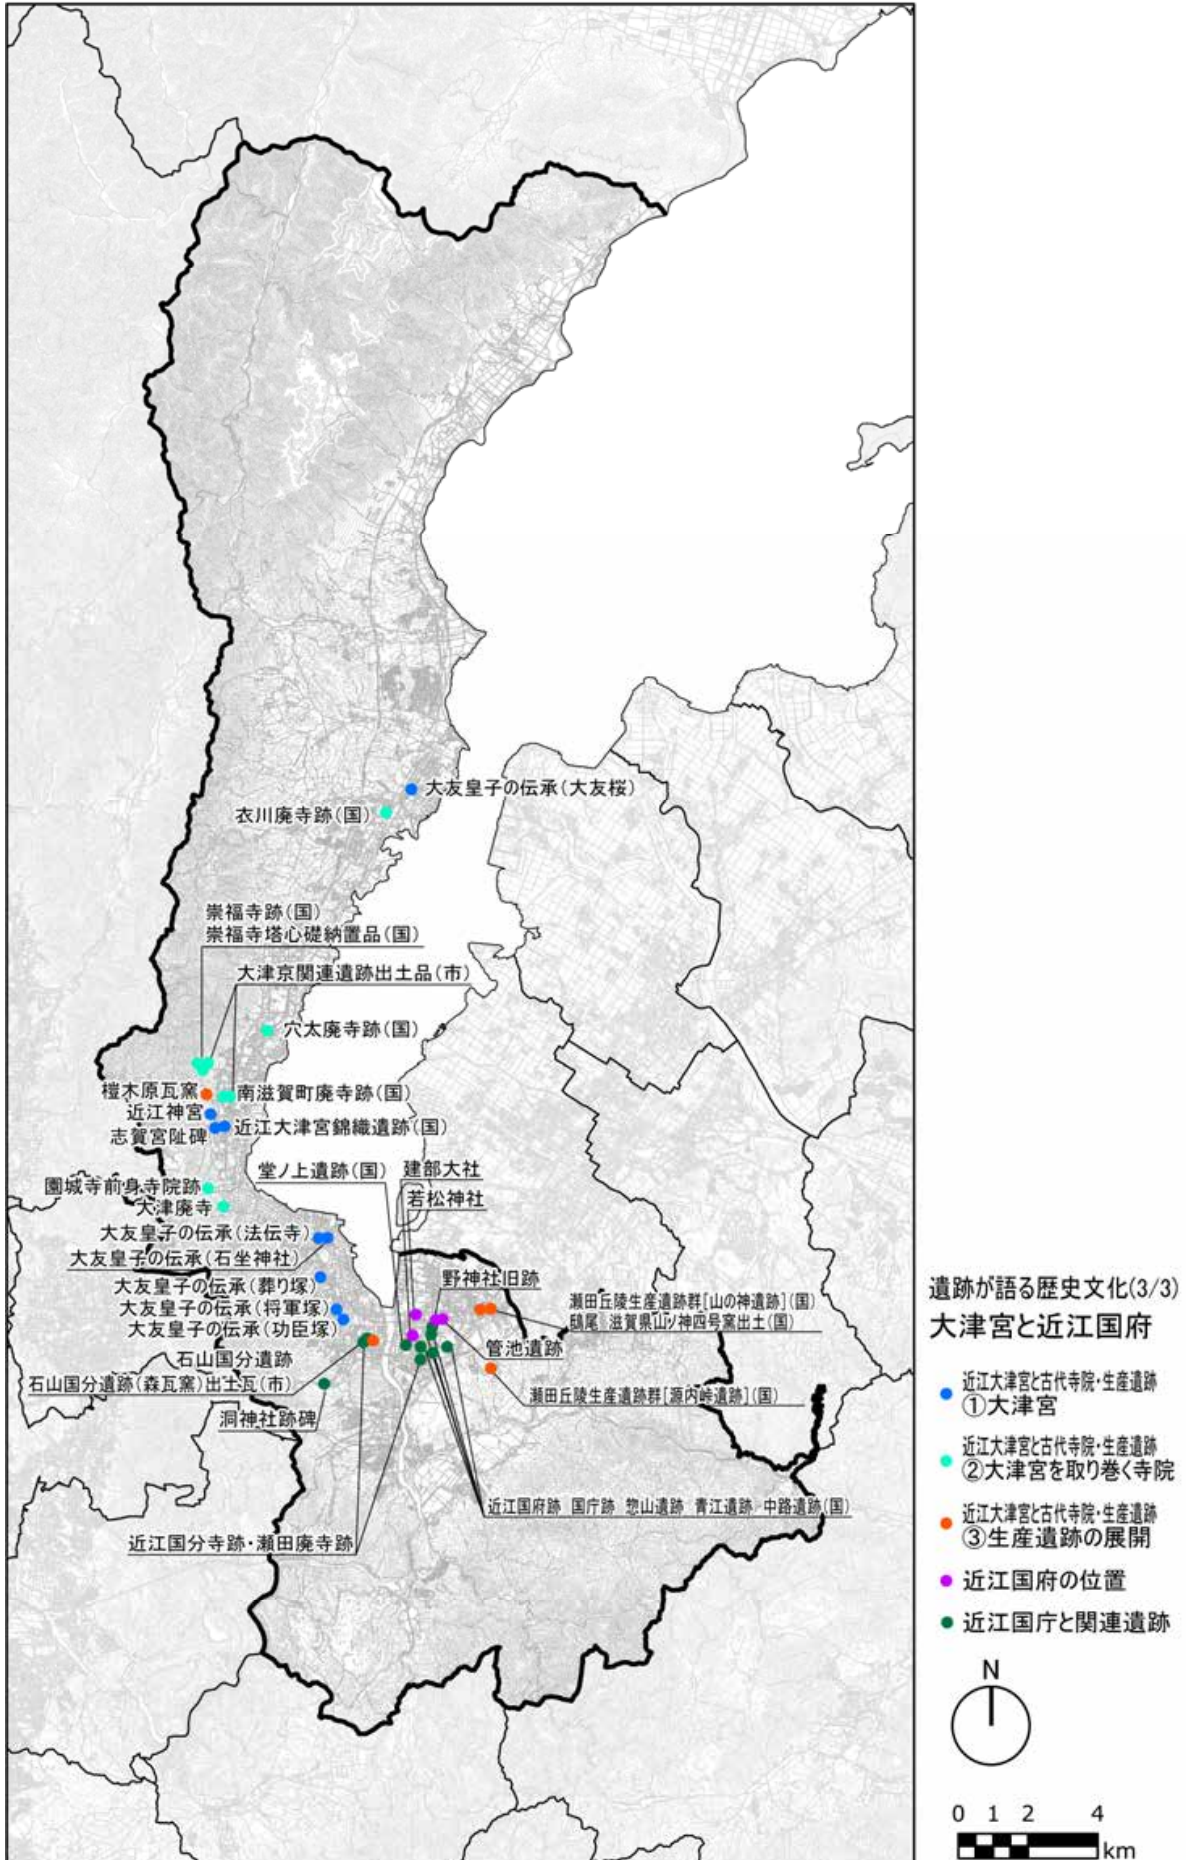 大友皇子の伝承(大友桜)
衣川廃寺跡(国)
崇福寺跡(国)
崇福寺塔心礎納置品(国)
大津京関連遺跡出土品(市)
穴太廃寺跡(国)
榿木原瓦窯
南滋賀町廃寺跡(国)
近江神宮
志賀宮址碑
近江大津宮錦織遺跡(国)
堂ノ上遺跡(国)
建部大社
若松神社
園城寺前身寺院跡
大津廃寺
大友皇子の伝承(法伝寺)
大友皇子の伝承(石坐神社)
大友皇子の伝承(葬り塚)
大友皇子の伝承(将軍塚)
大友皇子の伝承(功臣塚)
野神社旧跡
瀬田丘陵生産遺跡群[山の神遺跡](国)
鴟尾 滋賀県山ノ神四号窯出土(国)
管池遺跡
石山国分遺跡
石山国分遺跡(森瓦窯)出土瓦(市)
瀬田丘陵生産遺跡群[源内峠遺跡](国)
洞神社跡碑
近江国府跡 国庁跡 惣山遺跡 青江遺跡 中路遺跡(国)
近江国分寺跡・瀬田廃寺跡
遺跡が語る歴史文化(3/3)
大津宮と近江国府
近江大津宮と古代寺院・生産遺跡
①大津宮
近江大津宮と古代寺院・生産遺跡
②大津宮を取り巻く寺院
近江大津宮と古代寺院・生産遺跡
③生産遺跡の展開
近江国府の位置
近江国庁と関連遺跡
N
0 1 2 4
km